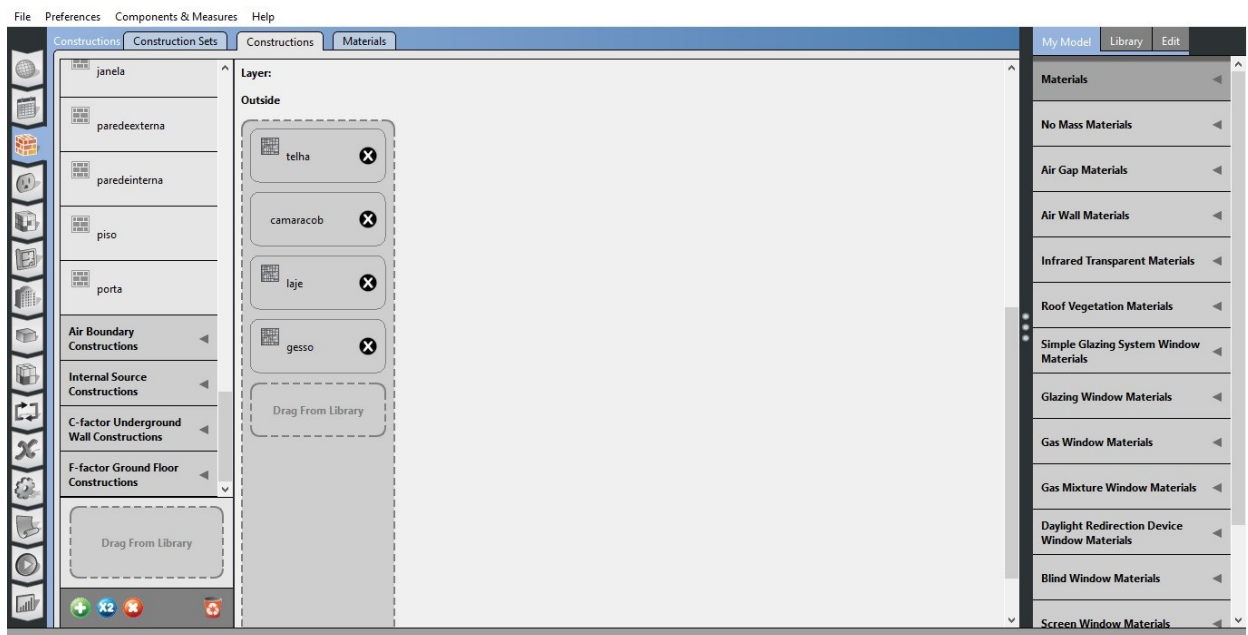 File Preferences Components & Measures Help
Constructions Construction Sets Constructions Materials
My Model Library Edit
janela
paredeexterna
paredeinterna
piso
porta
Air Boundary
Constructions
Internal Source
Constructions
C-factor Underground
Wall Constructions
F-factor Ground Floor
Constructions
Drag From Library
X2
Layer:
Outside
telha
camaracob
laje
gesso
Drag From Library
Materials
No Mass Materials
Air Gap Materials
Air Wall Materials
Infrared Transparent Materials
Roof Vegetation Materials
Simple Glazing System Window
Materials
Glazing Window Materials
Gas Window Materials
Gas Mixture Window Materials
Daylight Redirection Device
Window Materials
Blind Window Materials
Screen Window Materials